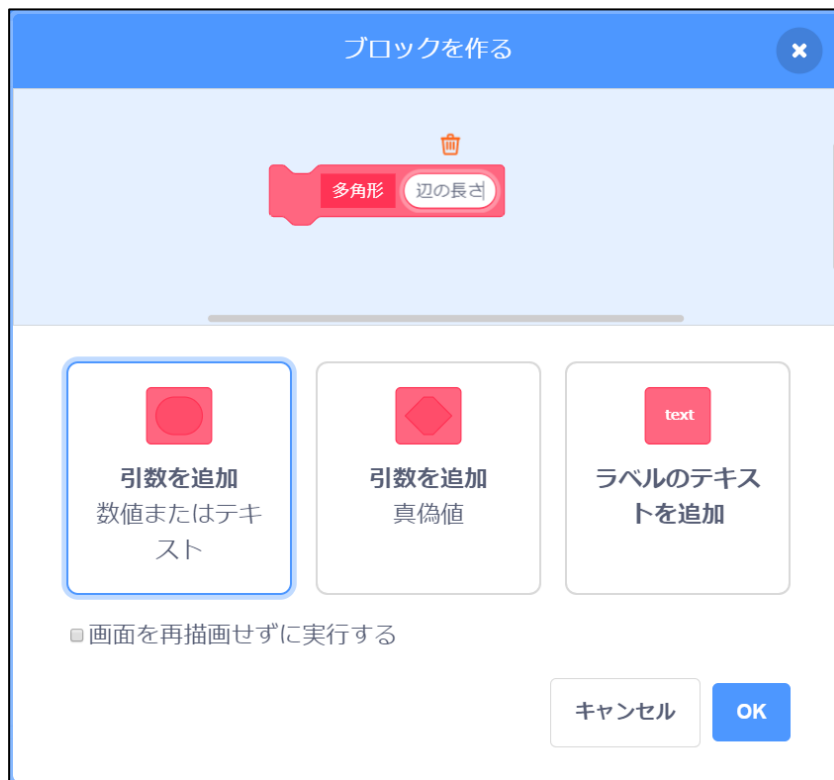 ブロックを作る
多角形 辺の長さ
引数を追加
数値またはテキ
スト
引数を追加
真偽値
text
ラベルのテキス
トを追加
画面を再描画せずに実行する
キャンセル OK